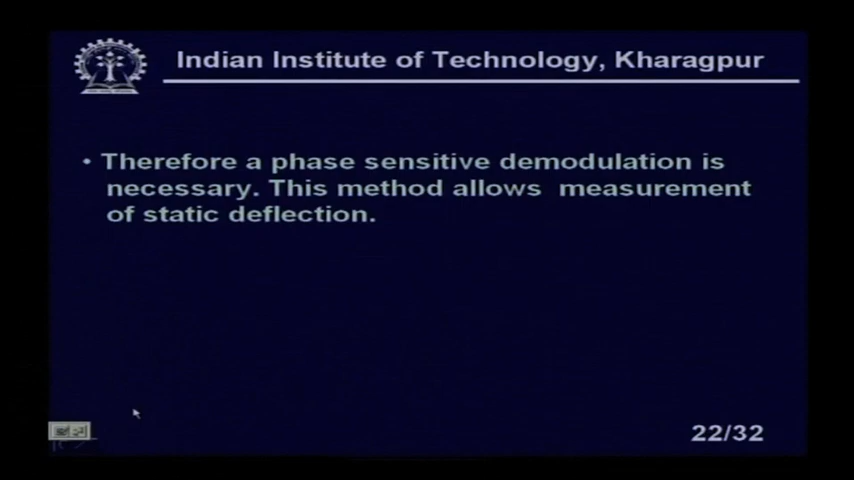 Indian Institute of Technology, Kharagpur
• Therefore a phase sensitive demodulation is
necessary. This method allows measurement
of static deflection.
22/32